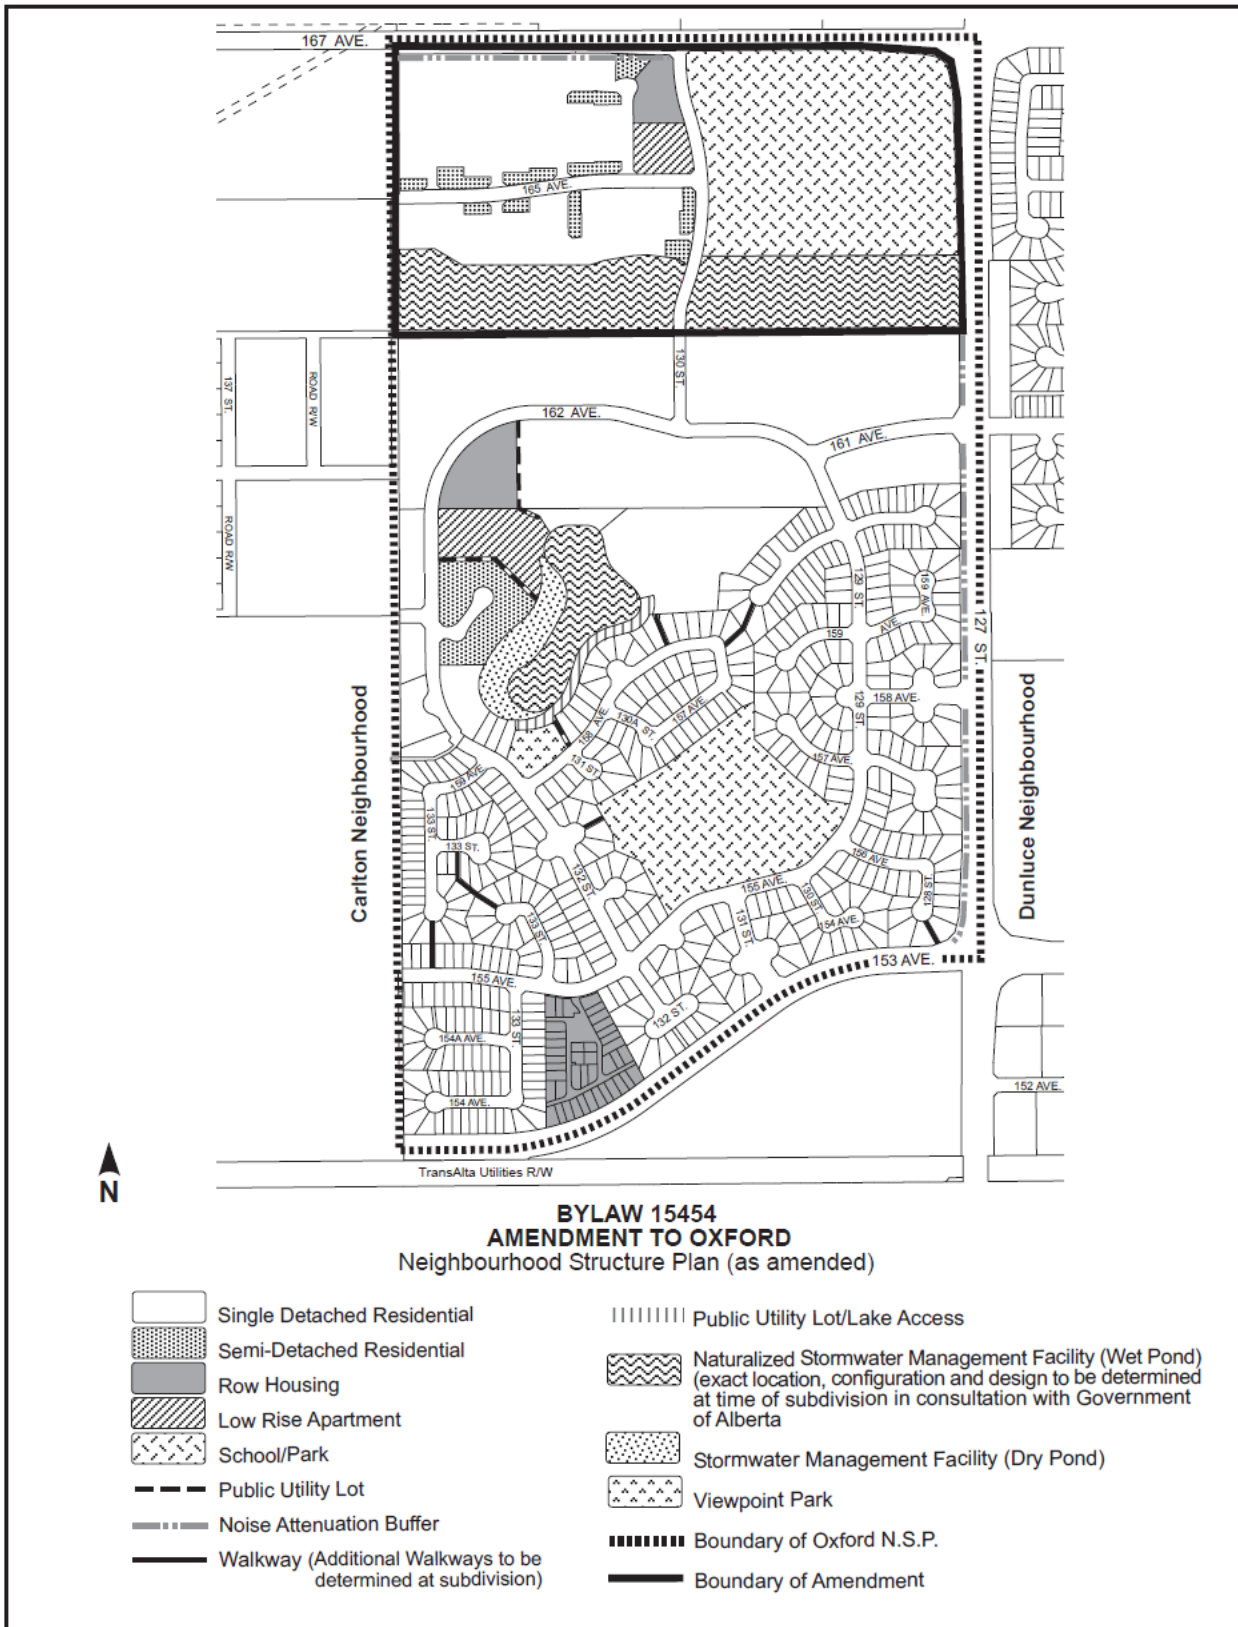 167 AVE.
165 AVE.
130 ST.
137 ST.
ROAD R/W
162 AVE.
161 AVE.
ROAD R/W
129 ST.
159 AVE.
127 ST.
159 AVE.
158 AVE.
129 ST.
157 AVE.
130A ST.
158 AVE.
157 AVE.
131 ST.
159 AVE.
133 ST.
133 ST.
132 ST.
156 AVE.
128 ST.
155 AVE.
130 ST.
154 AVE.
131 ST.
133 ST.
153 AVE.
155 AVE.
132 ST.
133 ST.
154A AVE.
154 AVE.
152 AVE.
Carlton Neighbourhood
Dunluce Neighbourhood
TransAlta Utilities R/W
N
BYLAW 15454
AMENDMENT TO OXFORD
Neighbourhood Structure Plan (as amended)
Single Detached Residential
Semi-Detached Residential
Row Housing
Low Rise Apartment
School/Park
Public Utility Lot
Noise Attenuation Buffer
Walkway (Additional Walkways to be
determined at subdivision)
Public Utility Lot/Lake Access
Naturalized Stormwater Management Facility (Wet Pond)
(exact location, configuration and design to be determined
at time of subdivision in consultation with Government
of Alberta
Stormwater Management Facility (Dry Pond)
Viewpoint Park
Boundary of Oxford N.S.P.
Boundary of Amendment